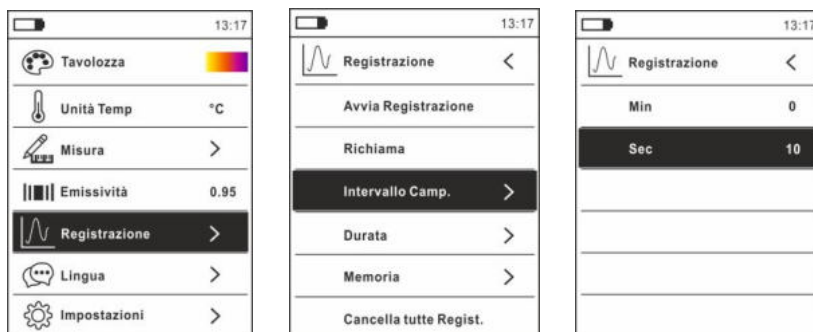 13:17
Tavolozza
Unità Temp °C
Misura >
Emissività 0.95
Registrazione >
Lingua >
Impostazioni >
13:17
Registrazione <
Avvia Registrazione
Richiama
Intervallo Camp. >
Durata >
Memoria >
Cancella tutte Regist.
13:17
Registrazione <
Min 0
Sec 10